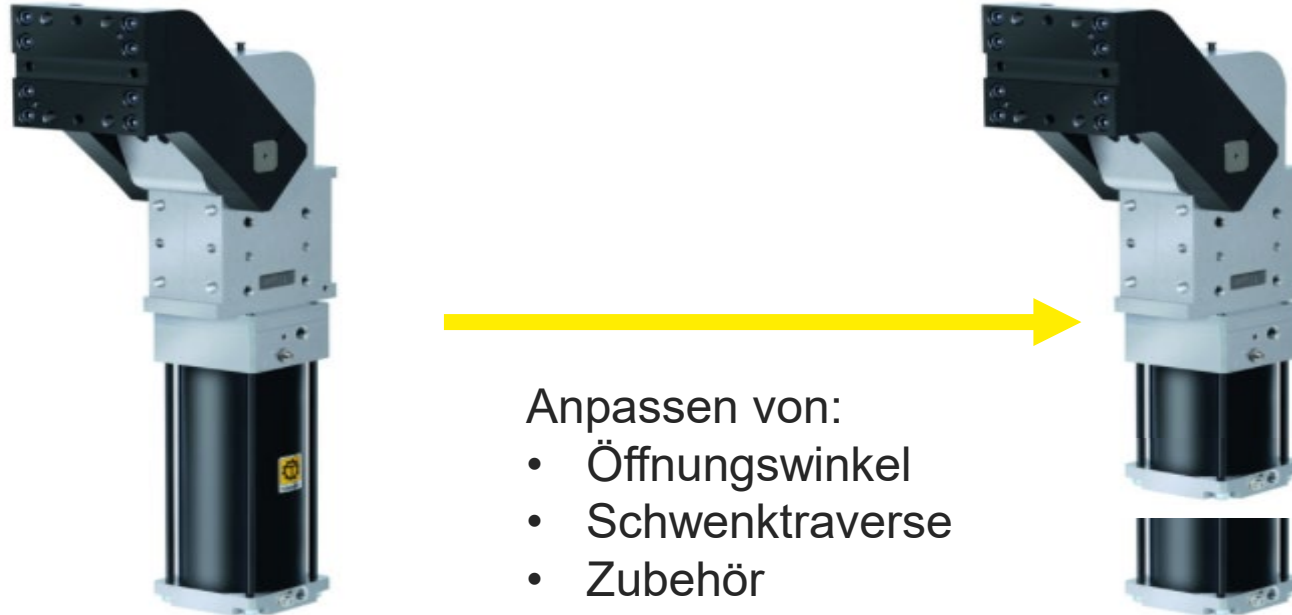 Anpassen von:
• Öffnungswinkel
• Schwenktraverse
• Zubehör